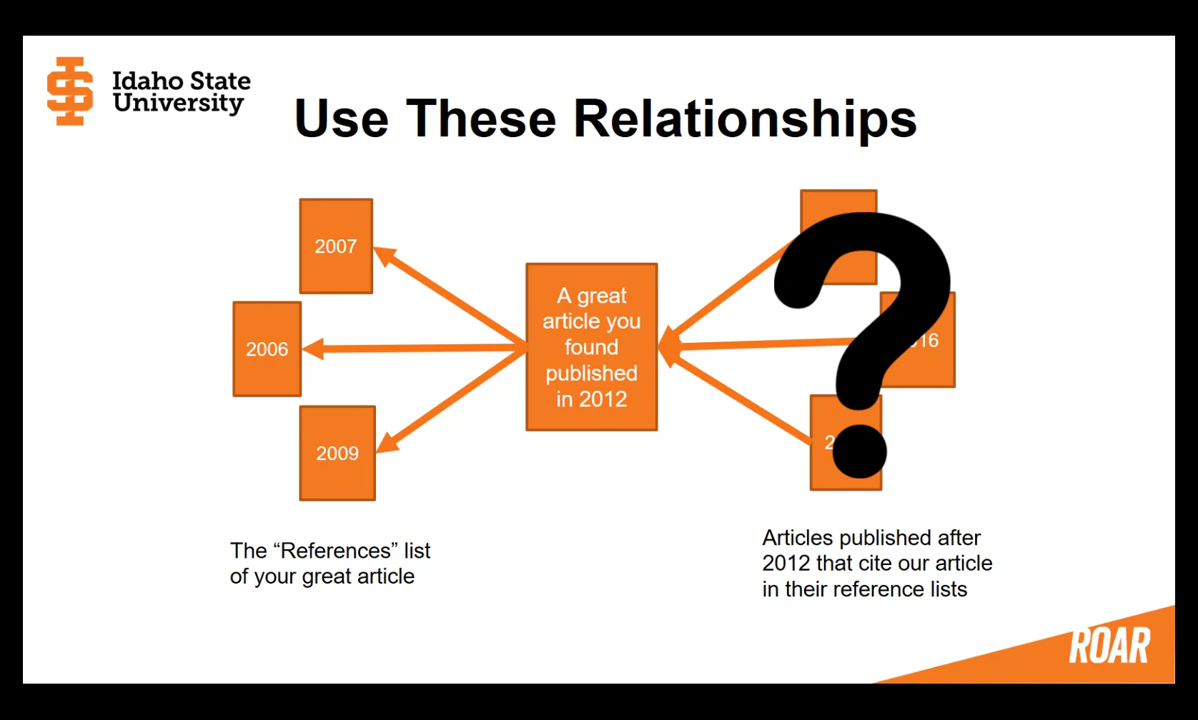 Idaho State
University
Use These Relationships
2007
2006
2009
A great
article you
found
published
in 2012
The “References” list
of your great article
Articles published after
2012 that cite our article
in their reference lists
ROAR